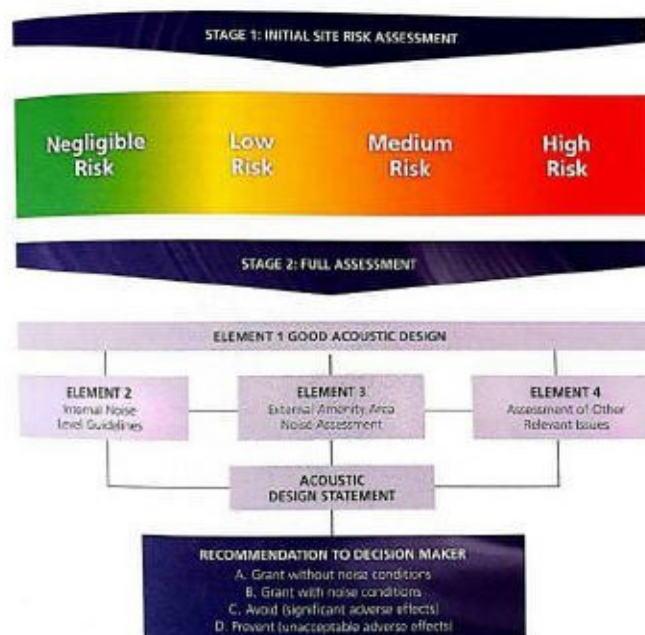 STAGE 1: INITIAL SITE RISK ASSESSMENT
Negligible Risk
Low Risk
Medium Risk
High Risk
STAGE 2: FULL ASSESSMENT
ELEMENT 1 GOOD ACOUSTIC DESIGN
ELEMENT 2
Internal Noise
Level Guidelines
ELEMENT 3
External Amenity Area
Noise Assessment
ELEMENT 4
Assessment of Other
Relevant Issues
ACOUSTIC
DESIGN STATEMENT
RECOMMENDATION TO DECISION MAKER
A. Grant without noise conditions
B. Grant with noise conditions
C. Avoid (significant adverse effects)
D. Prevent (unacceptable adverse effects)